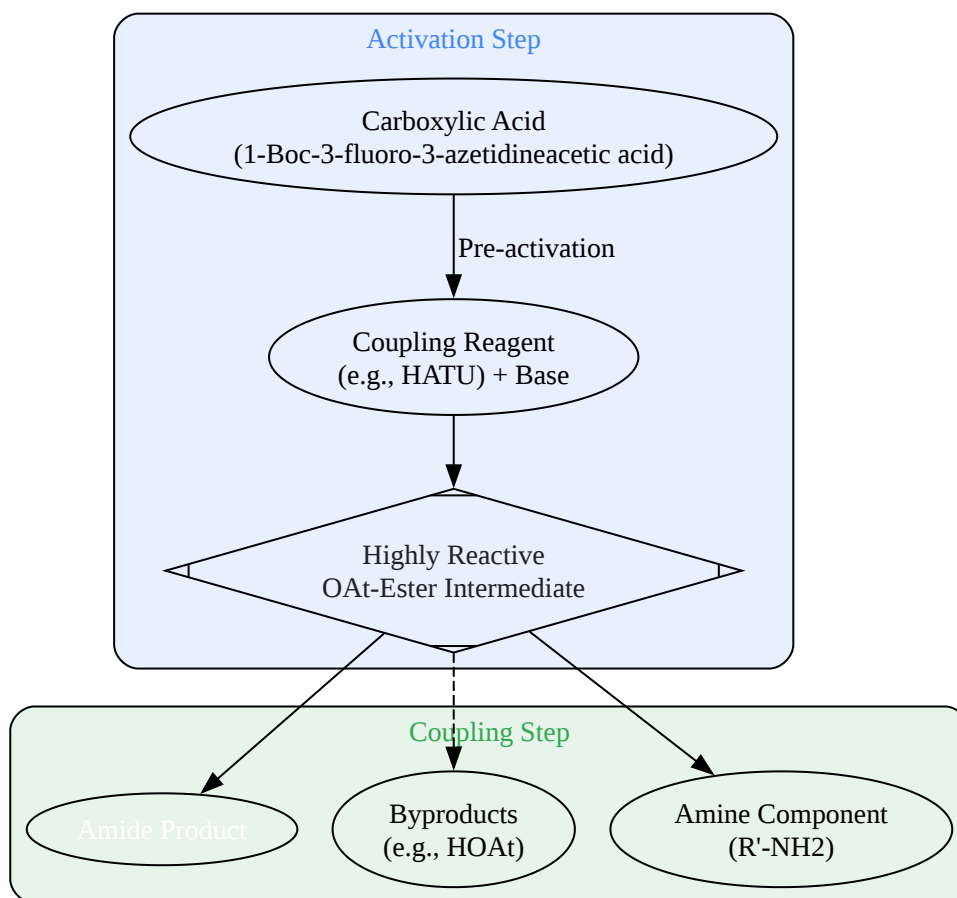 Activation Step
Carboxylic Acid
(1-Boc-3-fluoro-3-azetidineacetic acid)
Pre-activation
Coupling Reagent
(e.g., HATU) + Base
Highly Reactive
OAt-Ester Intermediate
Coupling Step
Amide Product
Byproducts
(e.g., HOAt)
Amine Component
(R'-NH2)